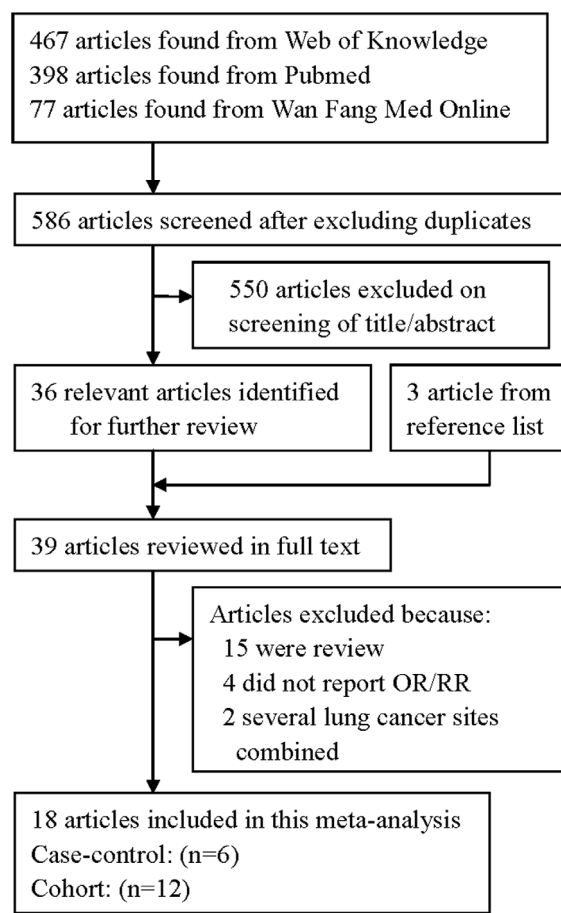 467 articles found from Web of Knowledge
398 articles found from Pubmed
77 articles found from Wan Fang Med Online
586 articles screened after excluding duplicates
550 articles excluded on
screening of title/abstract
36 relevant articles identified
for further review
3 article from
reference list
39 articles reviewed in full text
Articles excluded because:
15 were review
4 did not report OR/RR
2 several lung cancer sites
combined
18 articles included in this meta-analysis
Case-control: (n=6)
Cohort: (n=12)